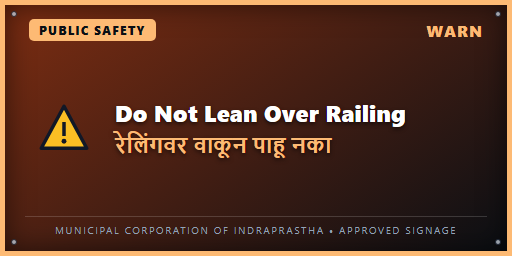 PUBLIC SAFETY
WARN
Do Not Lean Over Railing
रेलिंगवर वाकून पाहू नका
MUNICIPAL CORPORATION OF INDRAPRASTHA • APPROVED SIGNAGE